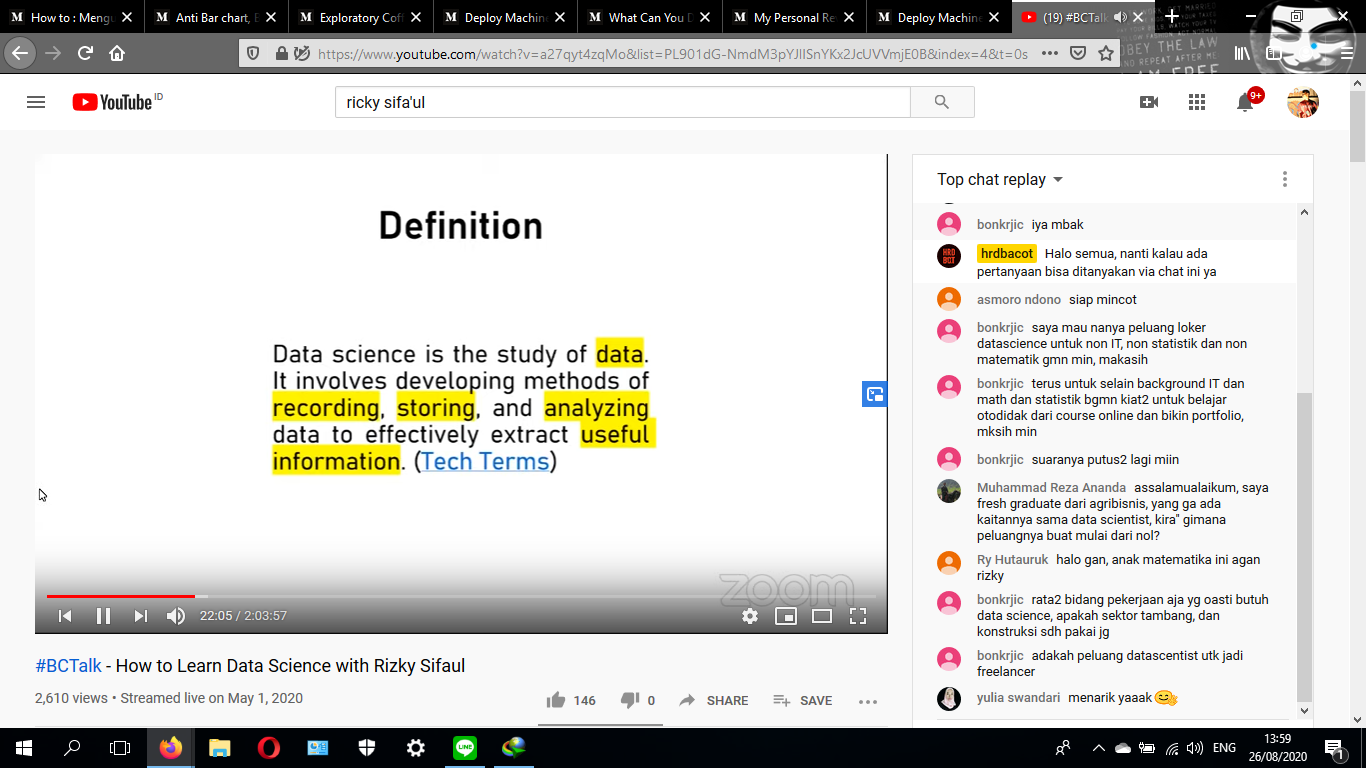 How to : Mengu
Anti Bar chart, B
Exploratory Coff
Deploy Machine
What Can You D
My Personal Re
Deploy Machine
(19) #BCTalk
https://www.youtube.com/watch?v=a27qyt4zqMo&list=PL901dG-NmdM3pYJIISnYKx2JcUVVmjE0B&index=4&t=0s
OBEY THE LAW
AND REPEAT AFTER ME
I AM FREE
YouTube ID
ricky sifa'ul
9+
Definition
Data science is the study of data.
It involves developing methods of
recording, storing, and analyzing
data to effectively extract useful
information. (Tech Terms)
zoom
22:05 / 2:03:57
#BCTalk - How to Learn Data Science with Rizky Sifaul
2,610 views • Streamed live on May 1, 2020
146
0
SHARE
SAVE
Top chat replay
bonkrjic iya mbak
HRD BOT
hrdbacot Halo semua, nanti kalau ada
pertanyaan bisa ditanyakan via chat ini ya
asmoro ndono siap mincot
bonkrjic saya mau nanya peluang loker
datascience untuk non IT, non statistik dan non
matematik gmn min, makasih
bonkrjic terus untuk selain background IT dan
math dan statistik bgmn kiat2 untuk belajar
otodidak dari course online dan bikin portfolio,
mksih min
bonkrjic suaranya putus2 lagi miin
Muhammad Reza Ananda assalamualaikum, saya
fresh graduate dari agribisnis, yang ga ada
kaitannya sama data scientist, kira" gimana
peluangnya buat mulai dari nol?
Ry Hutauruk halo gan, anak matematika ini agan
rizky
bonkrjic rata2 bidang pekerjaan aja yg oasti butuh
data science, apakah sektor tambang, dan
konstruksi sdh pakai jg
bonkrjic adakah peluang datascentist utk jadi
freelancer
yulia swandari menarik yaaak
LINE
ENG
13:59
26/08/2020
1